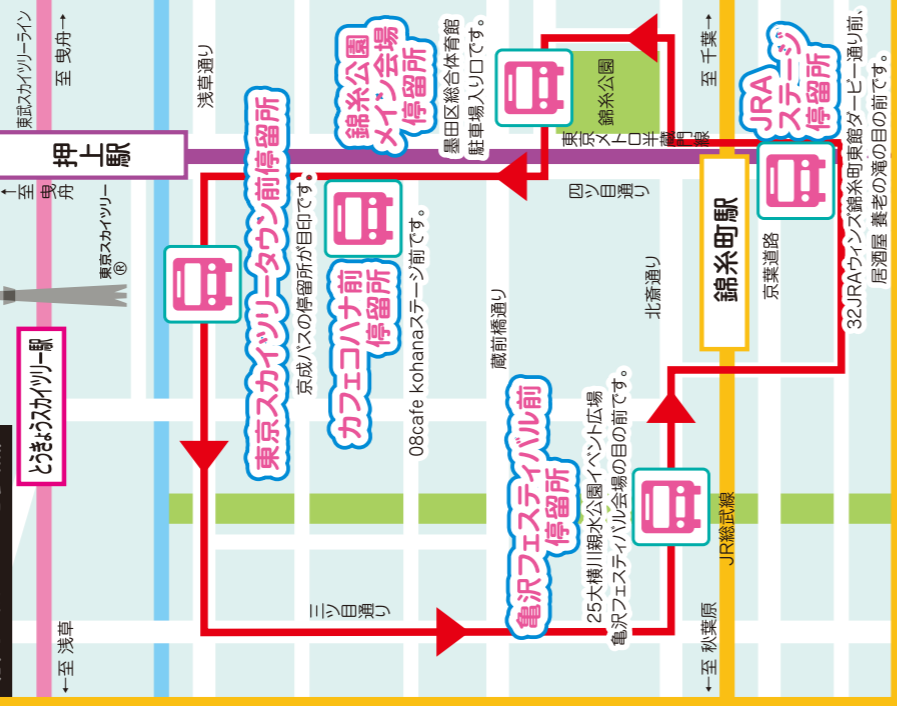 東武スカイツリーライン
至 曳舟→
↑
至
曳
舟
押上駅
浅草通り
東京スカイツリー
®
とうきょうスカイツリー駅
←至 浅草
東京スカイツリータウン前停留所
京成バスの停留所が目印です。
錦糸公園
メイン会場
停留所
墨田区総合体育館
駐車場入り口です。
錦糸公園
東京メトロ半蔵門線
カフェコハナ前
停留所
08cafe kohanaステージ前です。
四ツ目通り
蔵前橋通り
三ツ目通り
北斎通り
亀沢フェスティバル前
停留所
25大横川親水公園イベント広場
亀沢フェスティバル会場の目の前です。
至 千葉→
錦糸町駅
JR総武線
←至 秋葉原
京葉道路
JRA
ステージ
停留所
32JRAウィンズ錦糸町東館ダービー通り前、
居酒屋 養老の滝の目の前です。